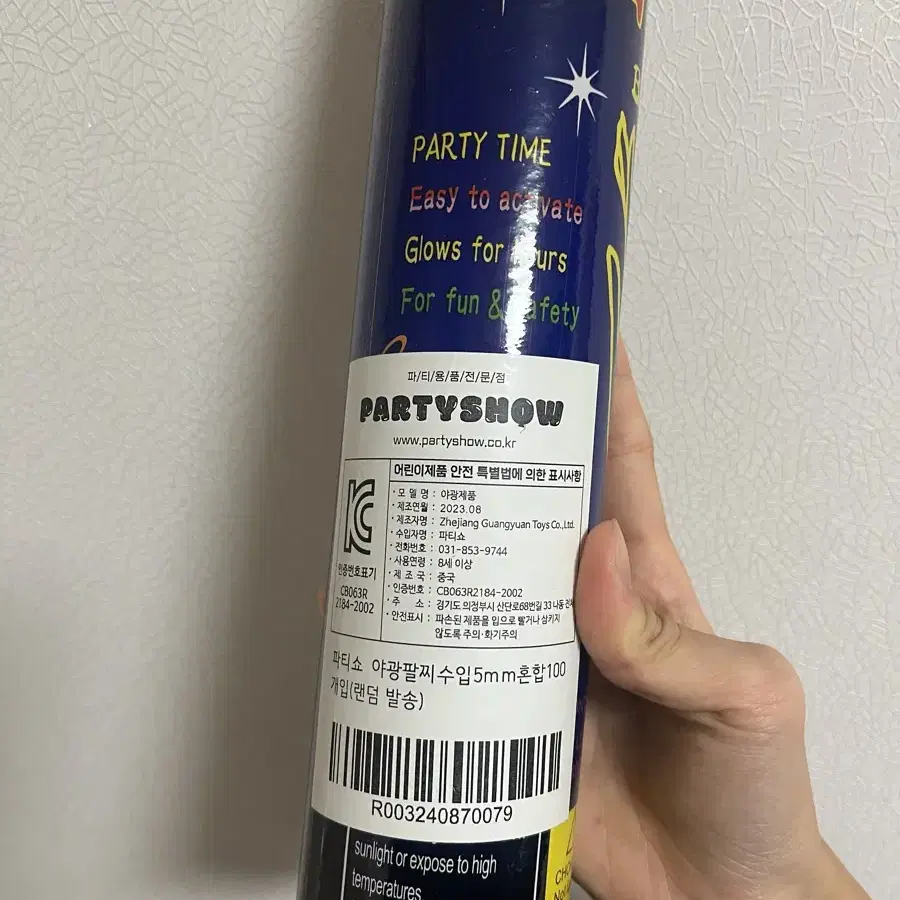 PARTY TIME
Easy to activate
Glows for hours
For fun & safety
파/티/용/품/전/문/점
PARTYSHOW
www.partyshow.co.kr
어린이제품 안전 특별법에 의한 표시사항
KC
인증번호표기
CB063R
2184-2002
· 모 델 명 : 야광제품
· 제조연월 : 2023.08
· 제조자명 : Zhejiang Guangyuan Toys Co.,Ltd.
· 수입자명 : 파티쇼
· 전화번호 : 031-853-9744
· 사용연령 : 8세 이상
· 제 조 국 : 중국
· 인증번호 : CB063R2184-2002
· 주 소 : 경기도 의정부시 산단로68번길 33 나동 전체
· 안전표시 : 파손된 제품을 입으로 빨거나 삼키지
않도록 주의·화기주의
파티쇼 야광팔찌수입5mm혼합100
개입(랜덤 발송)
R003240870079
sunlight or expose to high
temperatures